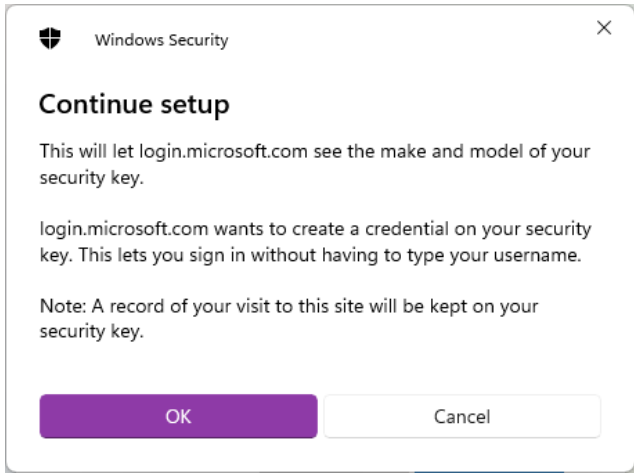 Windows Security
Continue setup
This will let login.microsoft.com see the make and model of your
security key.
login.microsoft.com wants to create a credential on your security
key. This lets you sign in without having to type your username.
Note: A record of your visit to this site will be kept on your
security key.
OK
Cancel